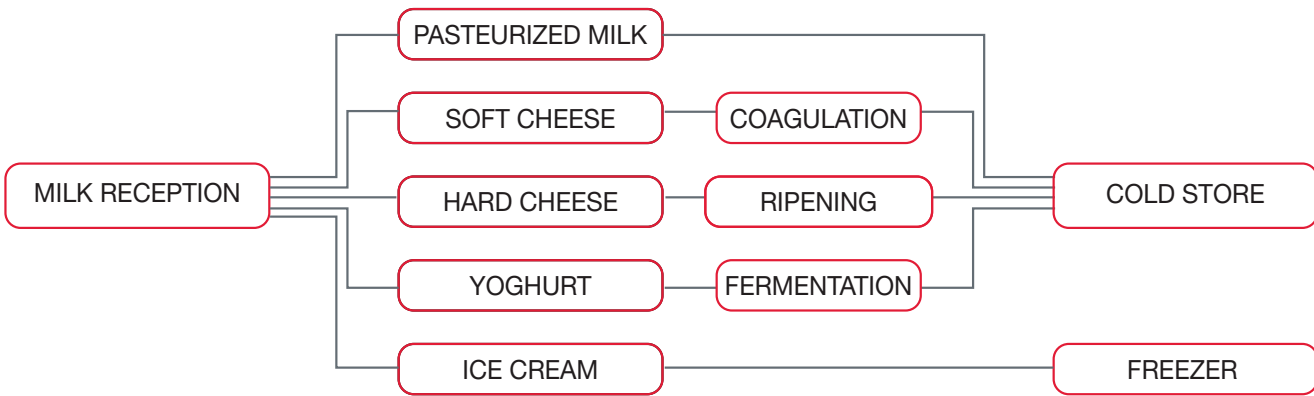 PASTEURIZED MILK
SOFT CHEESE
COAGULATION
MILK RECEPTION
HARD CHEESE
RIPENING
COLD STORE
YOGHURT
FERMENTATION
ICE CREAM
FREEZER